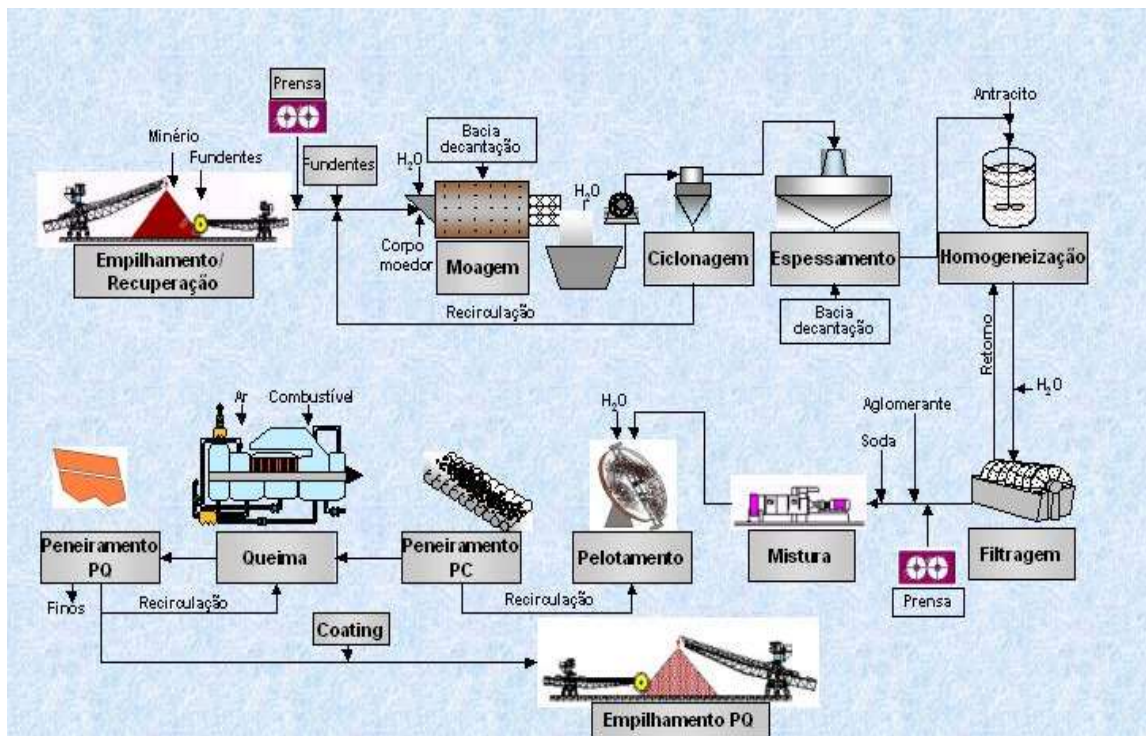 Prensa
Minério
Fundentes
Fundentes
H₂O
Bacia
decantação
H₂O
Antracito
Corpo
moedor
Empilhamento/
Recuperação
Moagem
Ciclonagem
Espessamento
Homogeneização
Recirculação
Bacia
decantação
Retorno
H₂O
Ar
Combustível
H₂O
Aglomerante
Soda
Peneiramento
PQ
Queima
Peneiramento
PC
Pelotamento
Mistura
Filtragem
Finos
Recirculação
Recirculação
Prensa
Coating
Empilhamento PQ